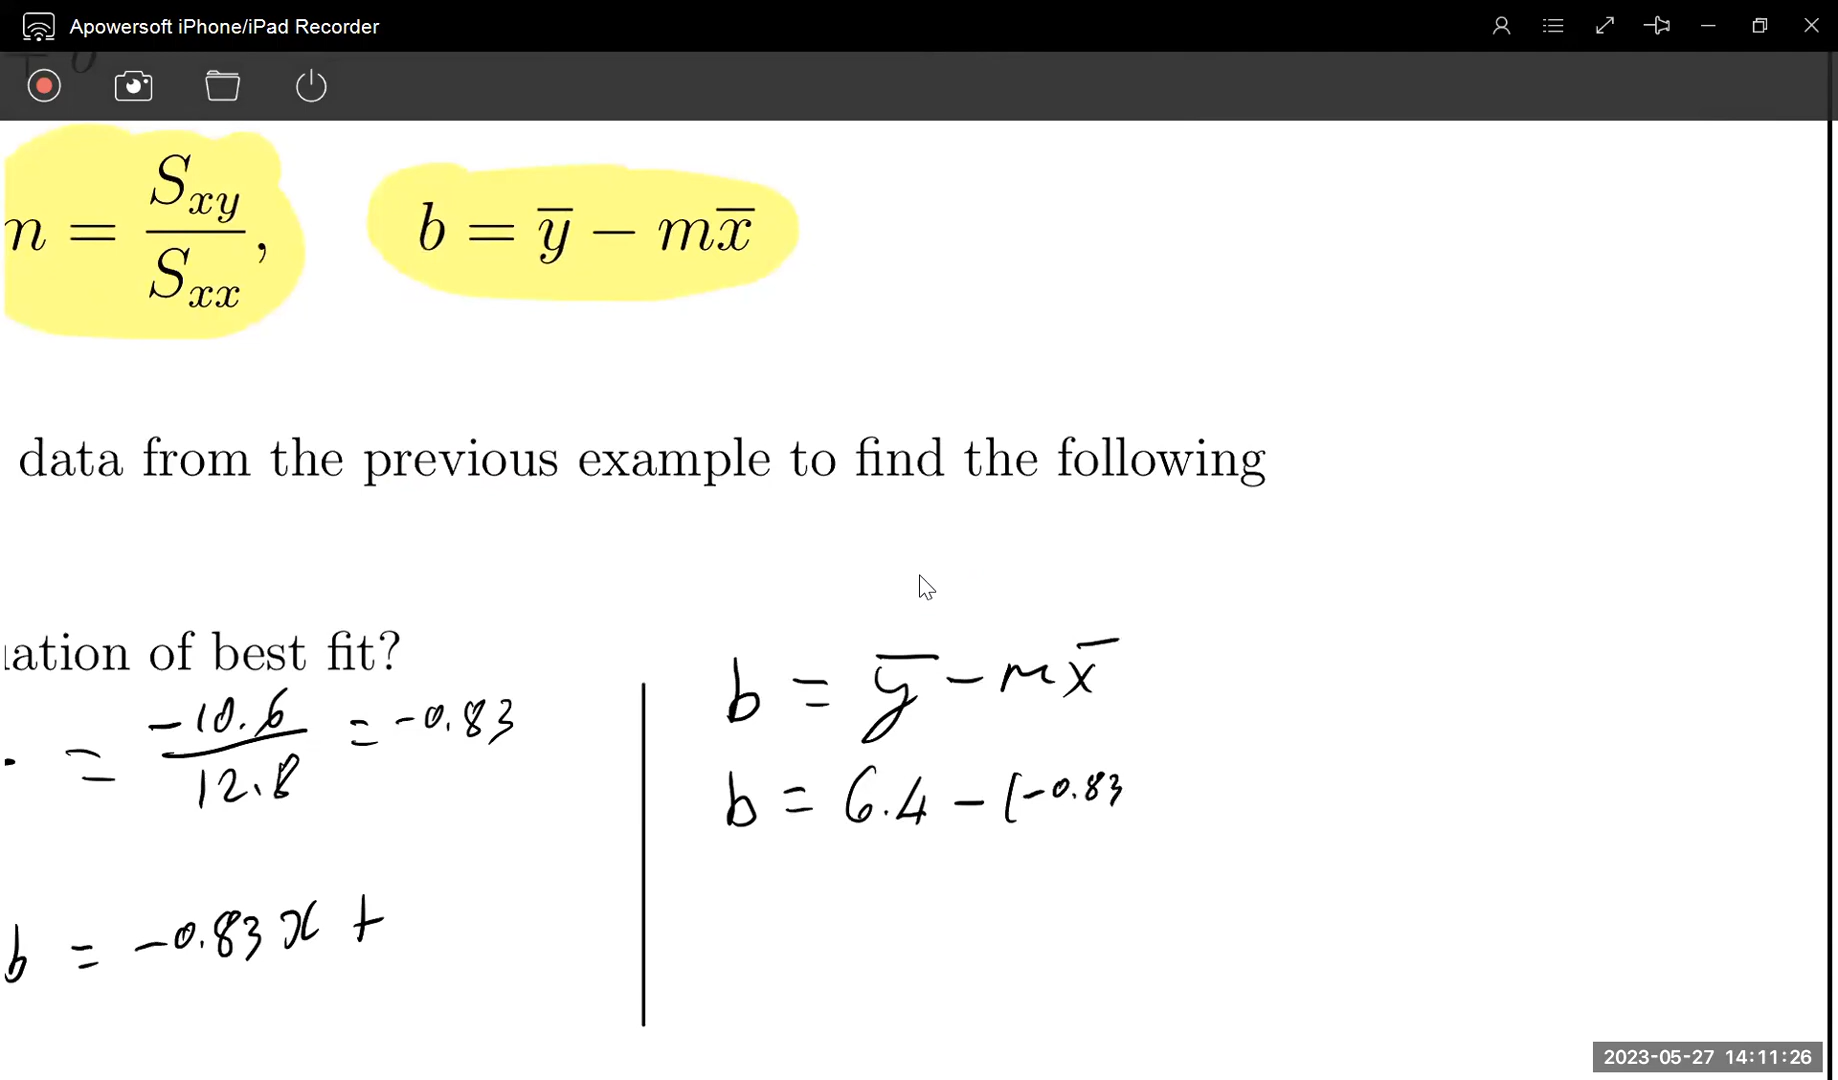 Apowersoft iPhone/iPad Recorder
m = S_xy / S_xx, b = y̅ − mx̅
data from the previous example to find the following
uation of best fit?
= -10.6 / 12.8 = -0.83
b = -0.83x +
b = y̅ - mx̅
b = 6.4 - (-0.83
2023-05-27 14:11:26